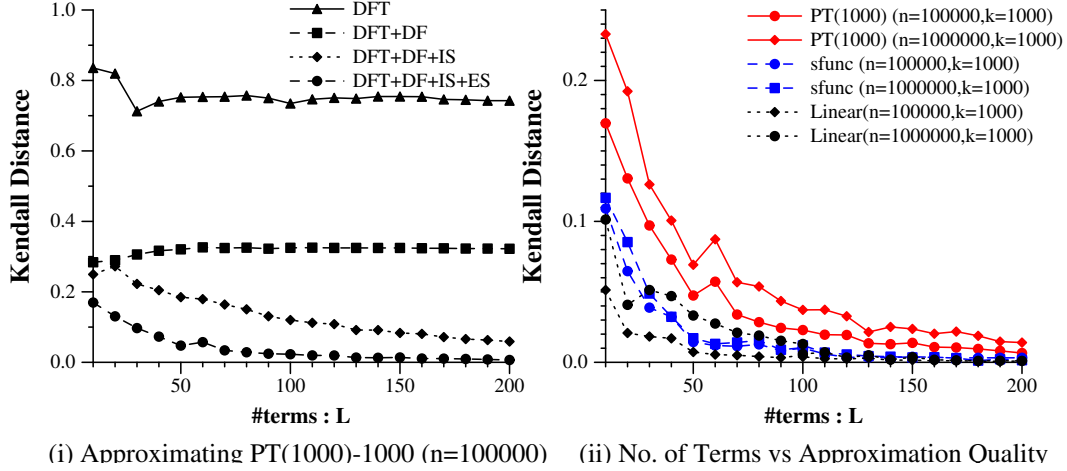 DFT
DFT+DF
DFT+DF+IS
DFT+DF+IS+ES
1.0
0.8
0.6
0.4
0.2
0.0
Kendall Distance
50
100
150
200
#terms : L
(i) Approximating PT(1000)-1000 (n=100000)
PT(1000) (n=100000,k=1000)
PT(1000) (n=1000000,k=1000)
sfunc (n=100000,k=1000)
sfunc (n=1000000,k=1000)
Linear(n=100000,k=1000)
Linear(n=1000000,k=1000)
0.2
0.1
0.0
Kendall Distance
50
100
150
200
#terms : L
(ii) No. of Terms vs Approximation Quality